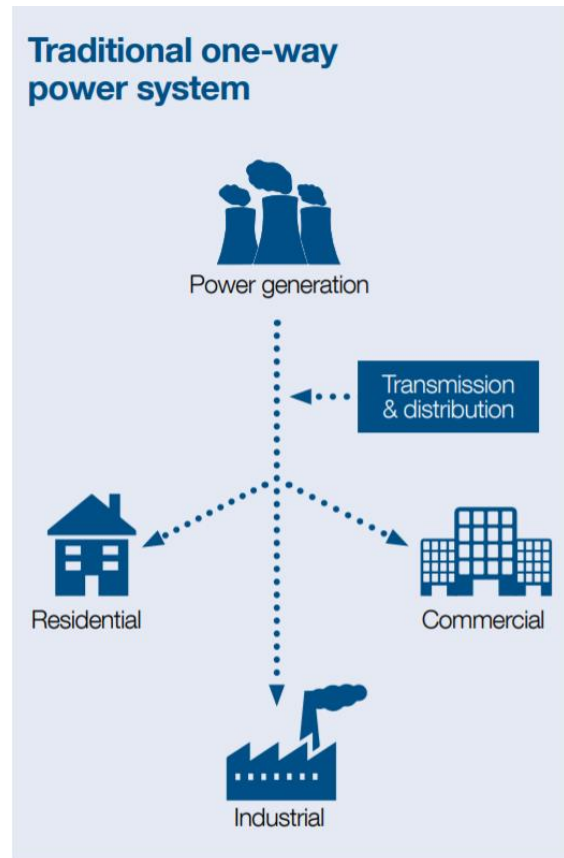 Traditional one-way
power system
Power generation
Transmission
& distribution
Residential
Commercial
Industrial